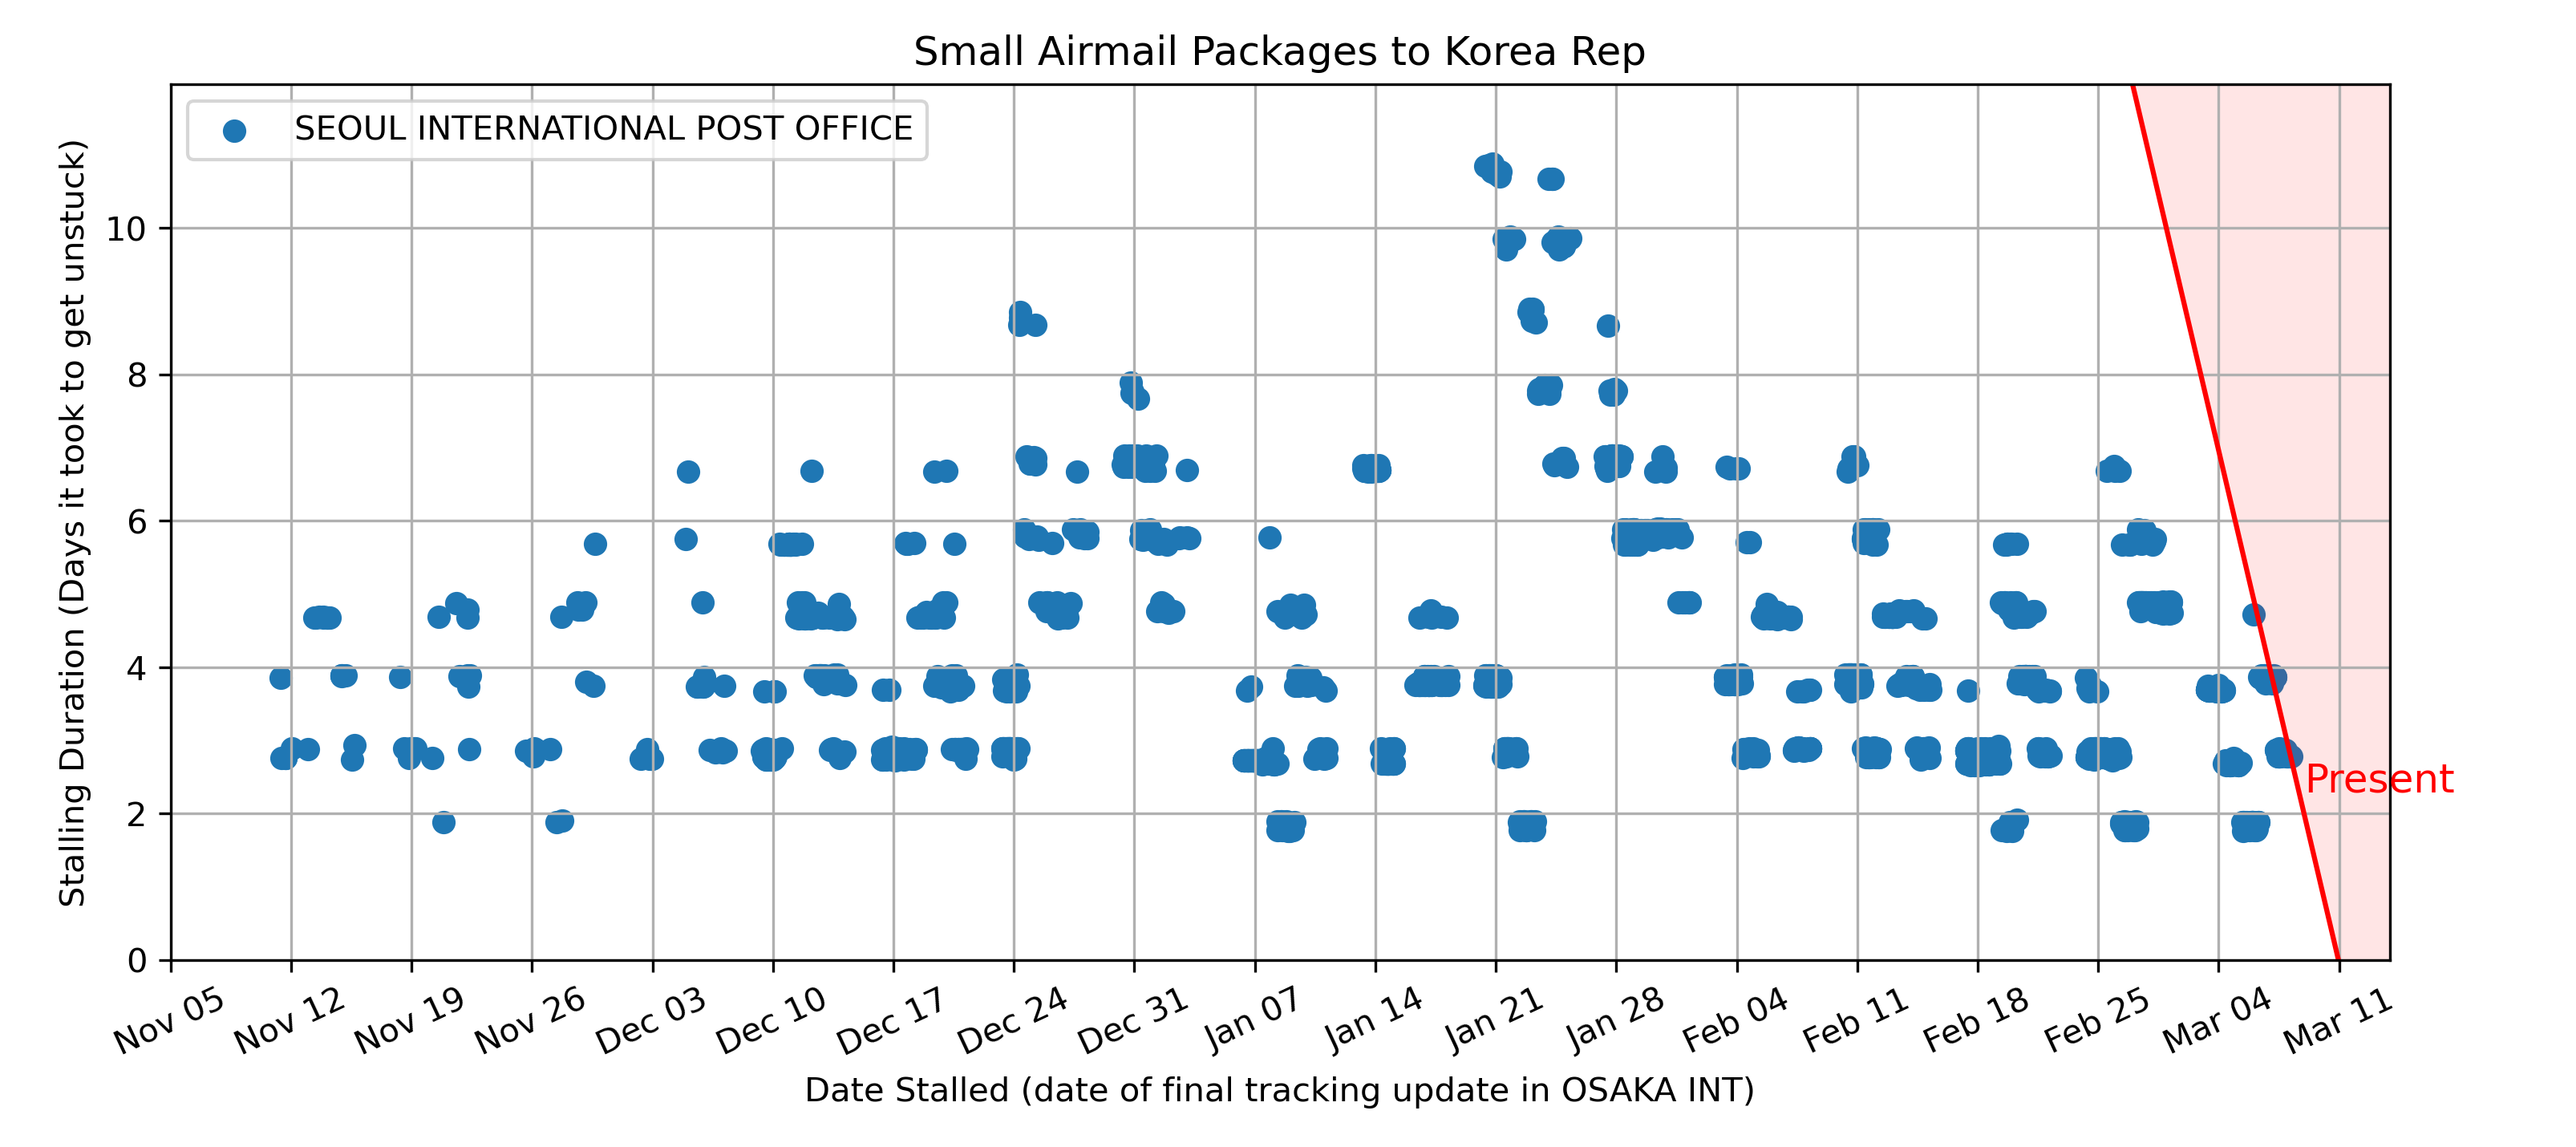 Small Airmail Packages to Korea Rep
SEOUL INTERNATIONAL POST OFFICE
Stalling Duration (Days it took to get unstuck)
10
8
6
4
2
0
Present
Nov 05
Nov 12
Nov 19
Nov 26
Dec 03
Dec 10
Dec 17
Dec 24
Dec 31
Jan 07
Jan 14
Jan 21
Jan 28
Feb 04
Feb 11
Feb 18
Feb 25
Mar 04
Mar 11
Date Stalled (date of final tracking update in OSAKA INT)